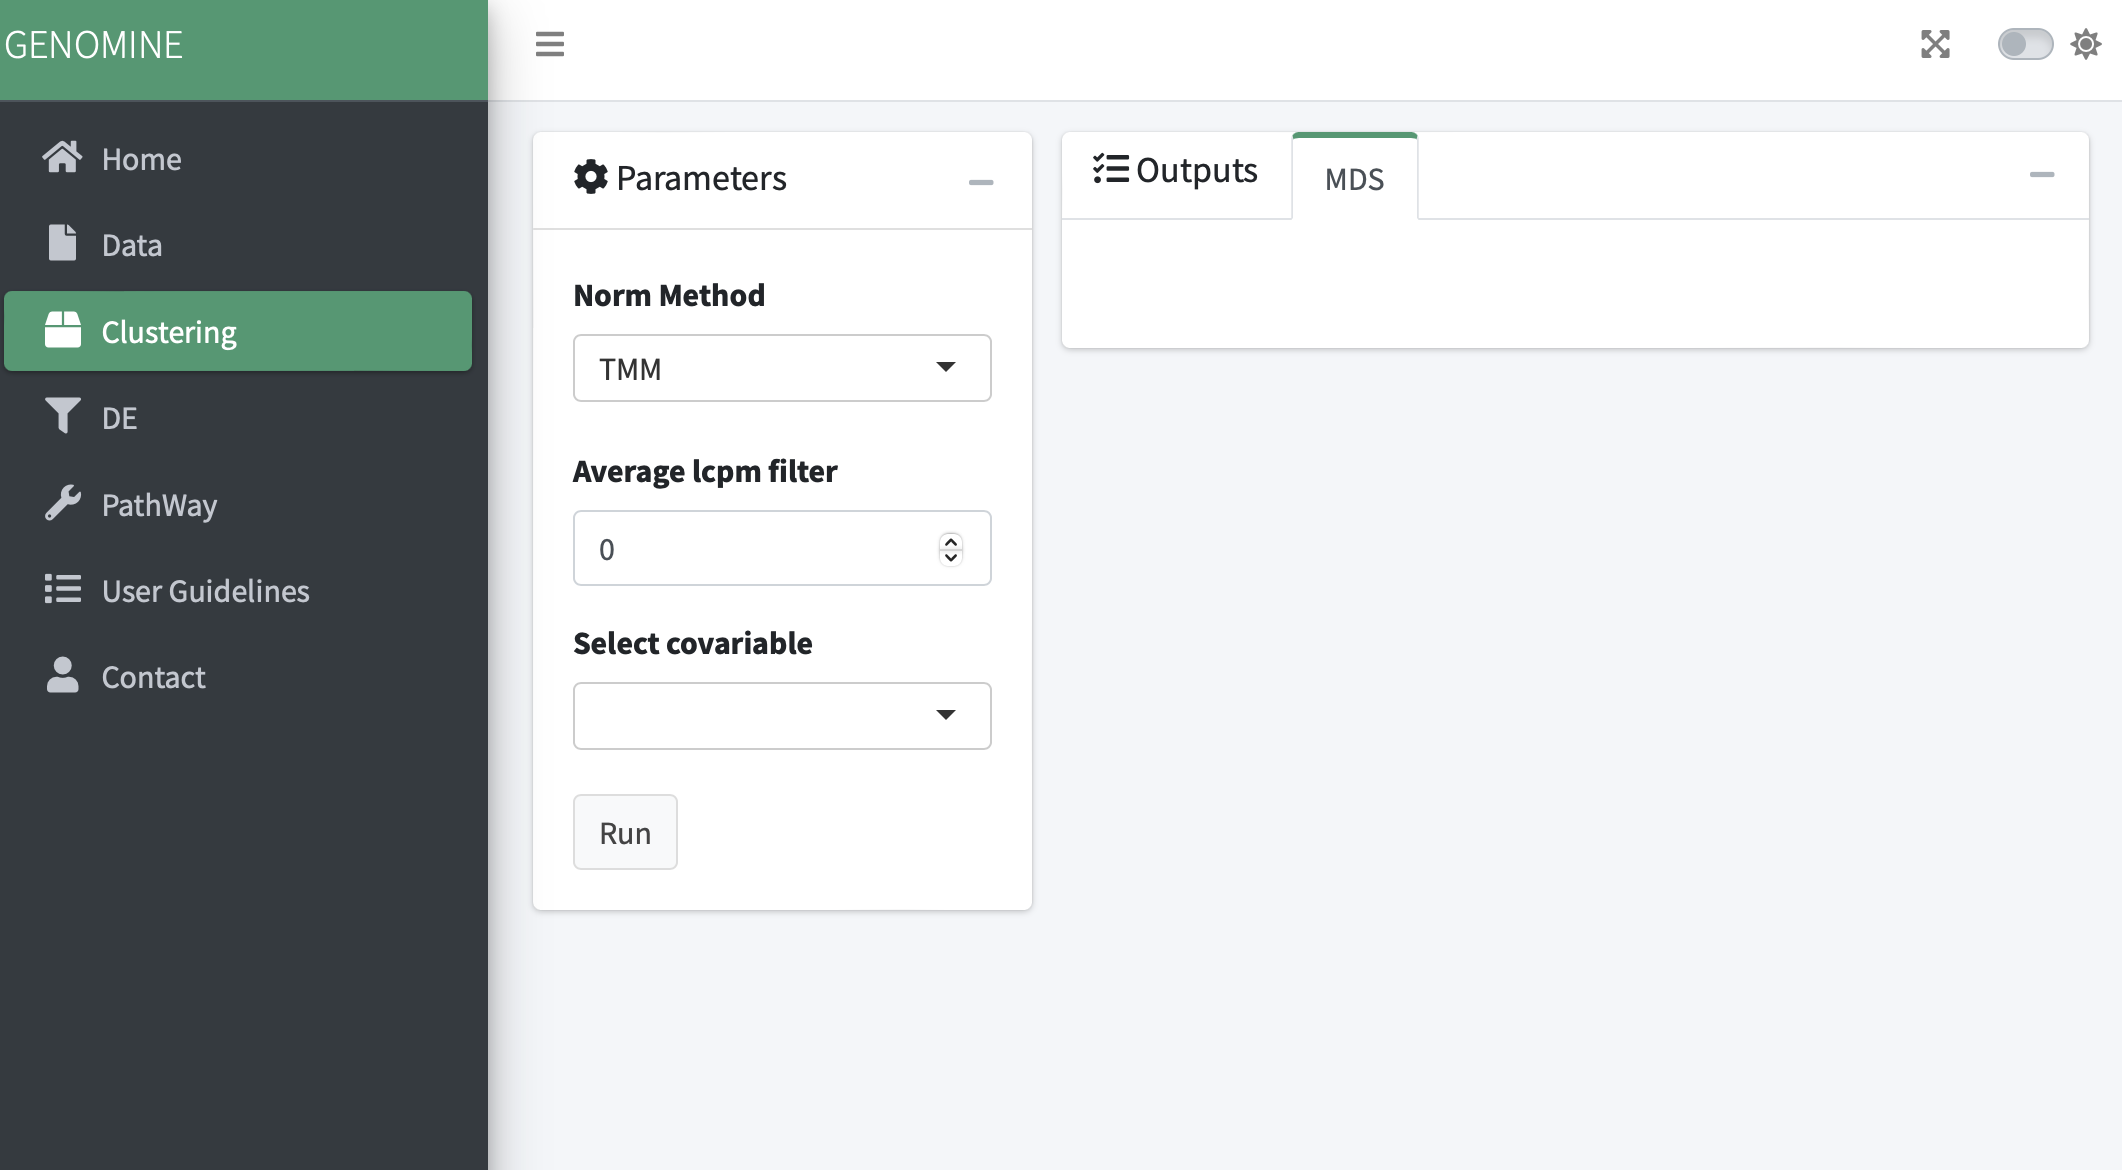 GENOMINE
Home
Data
Clustering
DE
PathWay
User Guidelines
Contact
Parameters
Norm Method
TMM
Average lcpm filter
0
Select covariable
Run
Outputs
MDS